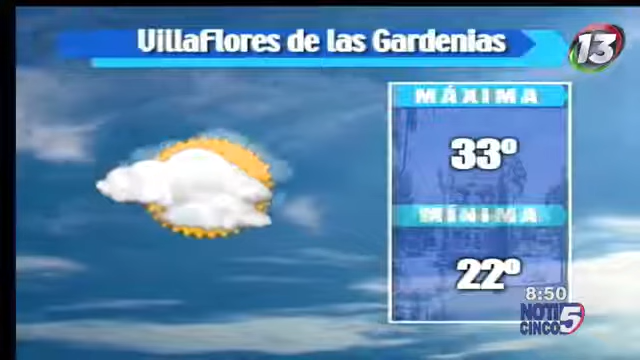 VillaFlores de las Gardenias
13
MÁXIMA
33º
MÍNIMA
22º
8:50
NOTI
CINCO 5